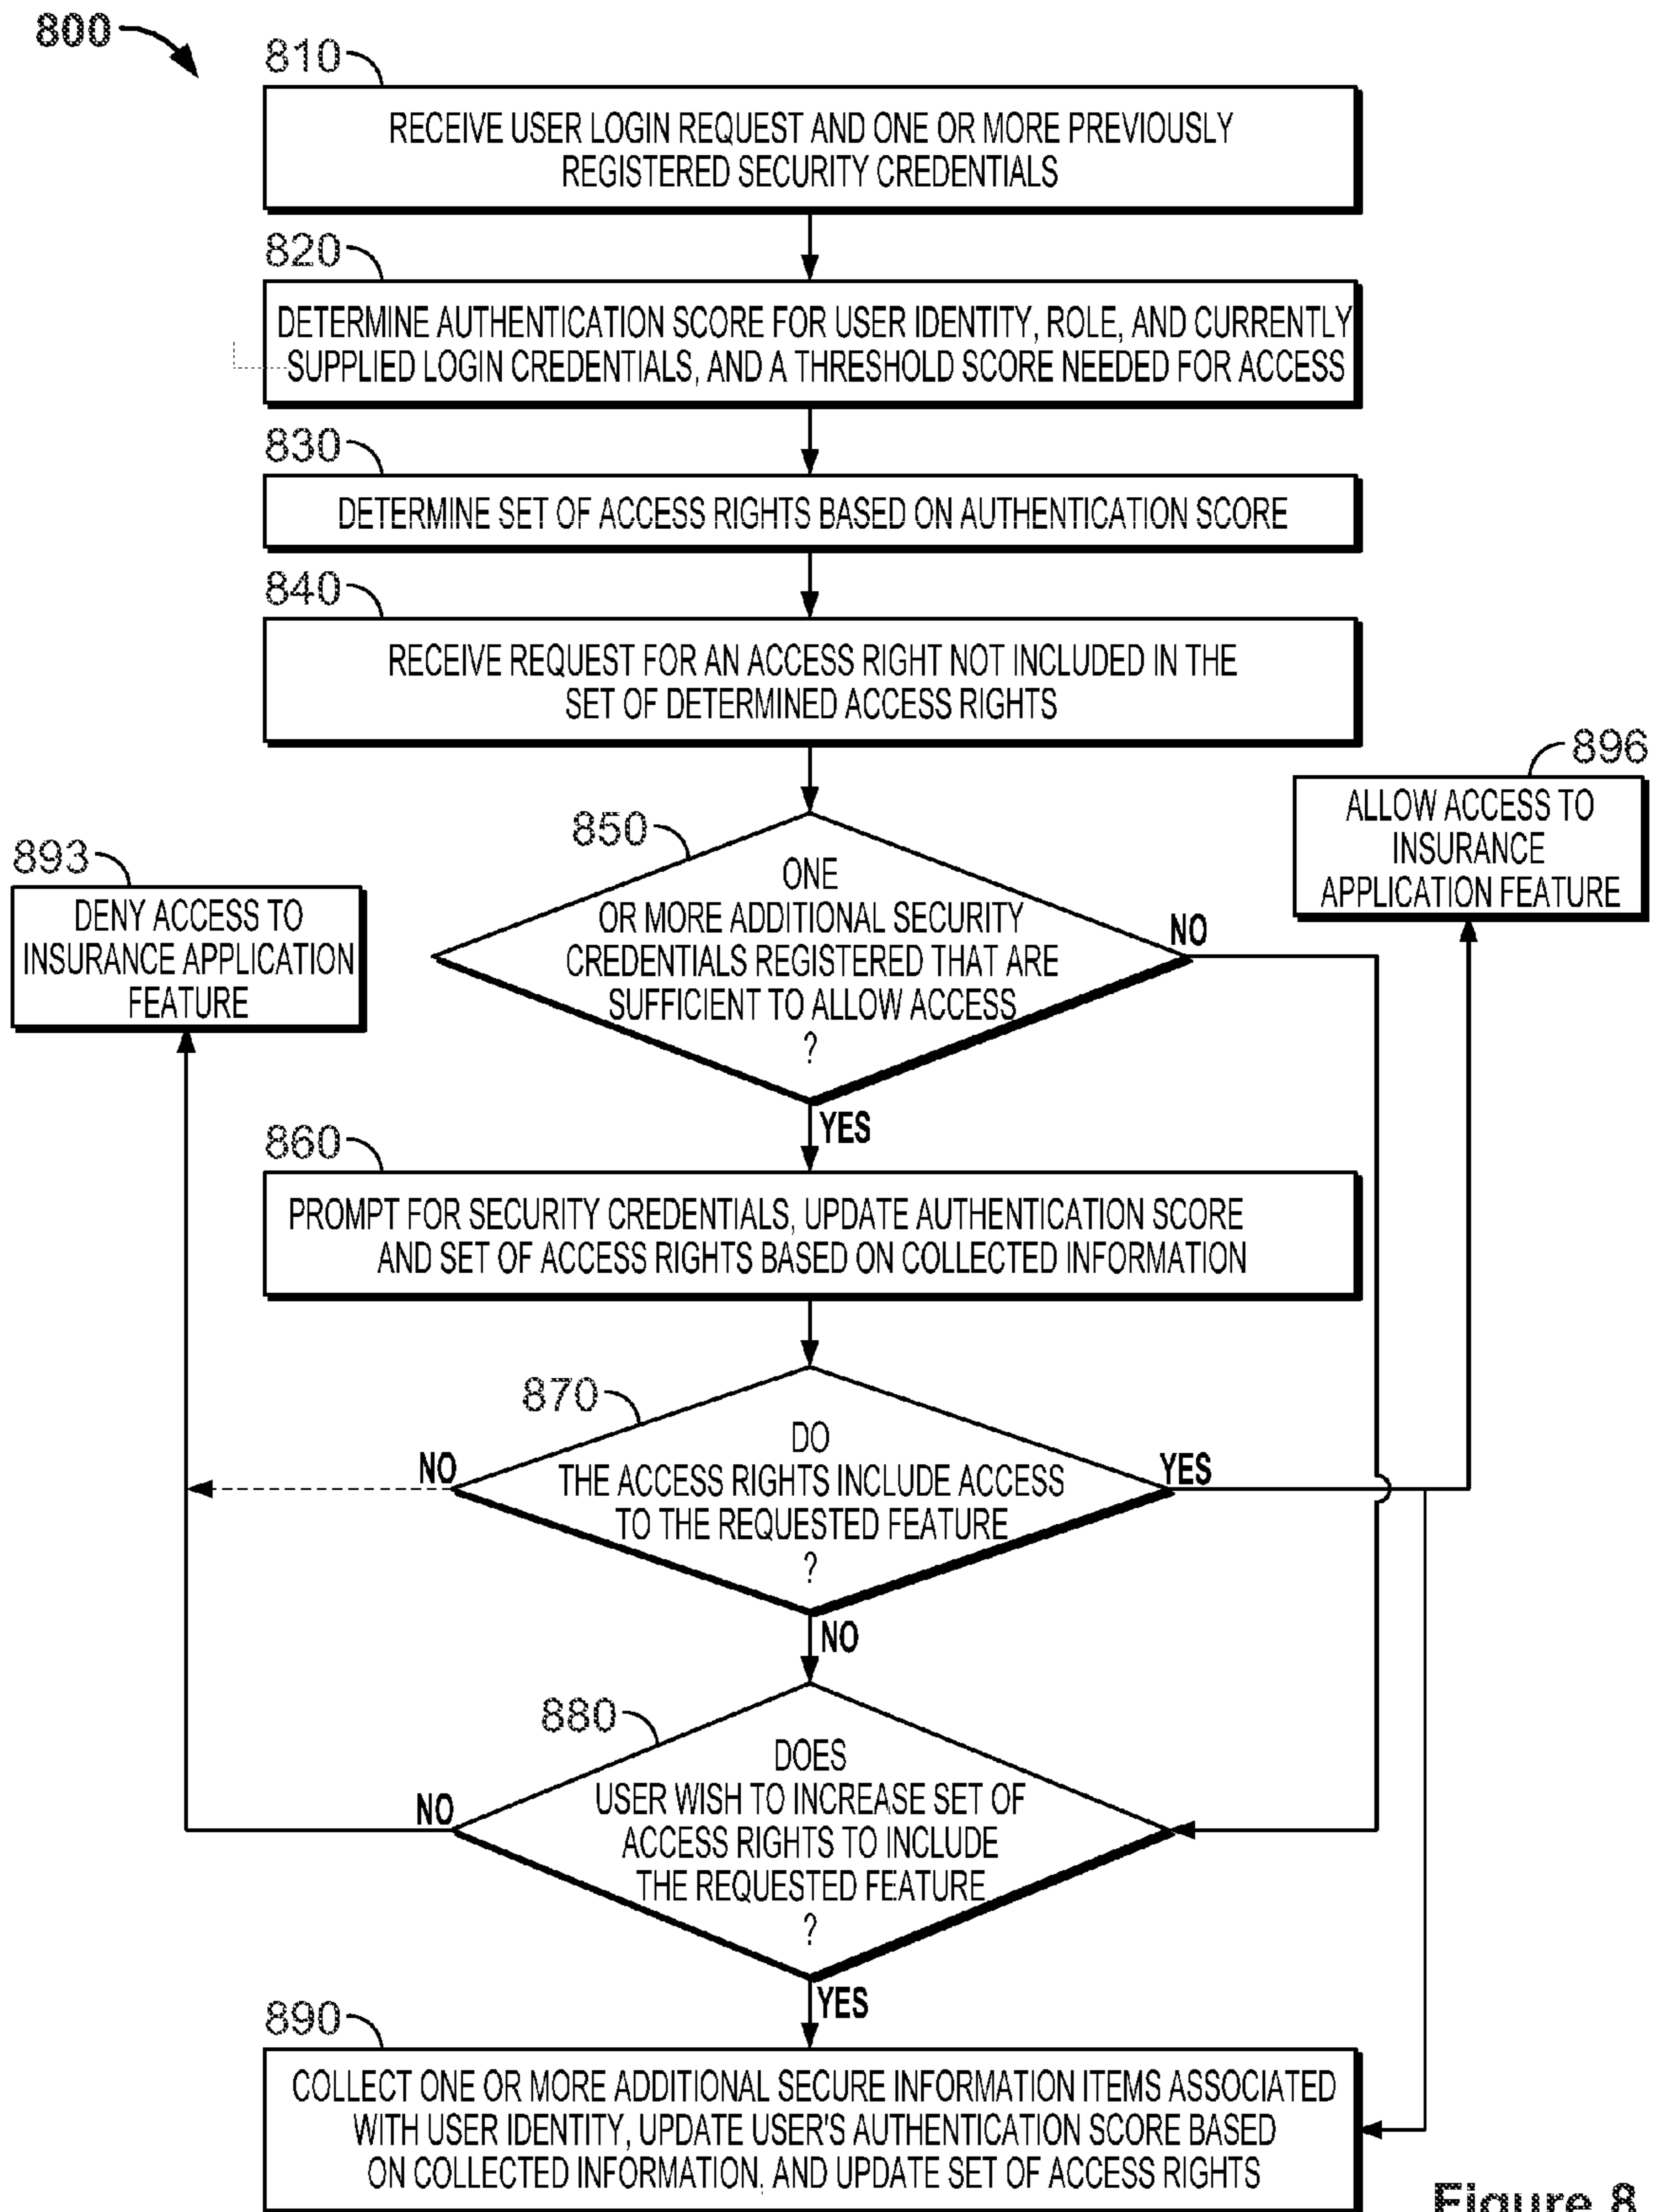 800
810
RECEIVE USER LOGIN REQUEST AND ONE OR MORE PREVIOUSLY
REGISTERED SECURITY CREDENTIALS
820
DETERMINE AUTHENTICATION SCORE FOR USER IDENTITY, ROLE, AND CURRENTLY
SUPPLIED LOGIN CREDENTIALS, AND A THRESHOLD SCORE NEEDED FOR ACCESS
830
DETERMINE SET OF ACCESS RIGHTS BASED ON AUTHENTICATION SCORE
840
RECEIVE REQUEST FOR AN ACCESS RIGHT NOT INCLUDED IN THE
SET OF DETERMINED ACCESS RIGHTS
896
ALLOW ACCESS TO
INSURANCE
APPLICATION FEATURE
893
DENY ACCESS TO
INSURANCE APPLICATION
FEATURE
850
ONE
OR MORE ADDITIONAL SECURITY
CREDENTIALS REGISTERED THAT ARE
SUFFICIENT TO ALLOW ACCESS
?
NO
YES
860
PROMPT FOR SECURITY CREDENTIALS, UPDATE AUTHENTICATION SCORE
AND SET OF ACCESS RIGHTS BASED ON COLLECTED INFORMATION
870
DO
THE ACCESS RIGHTS INCLUDE ACCESS
TO THE REQUESTED FEATURE
?
NO
YES
NO
880
DOES
USER WISH TO INCREASE SET OF
ACCESS RIGHTS TO INCLUDE
THE REQUESTED FEATURE
?
NO
YES
890
COLLECT ONE OR MORE ADDITIONAL SECURE INFORMATION ITEMS ASSOCIATED
WITH USER IDENTITY, UPDATE USER'S AUTHENTICATION SCORE BASED
ON COLLECTED INFORMATION, AND UPDATE SET OF ACCESS RIGHTS
Figure 8